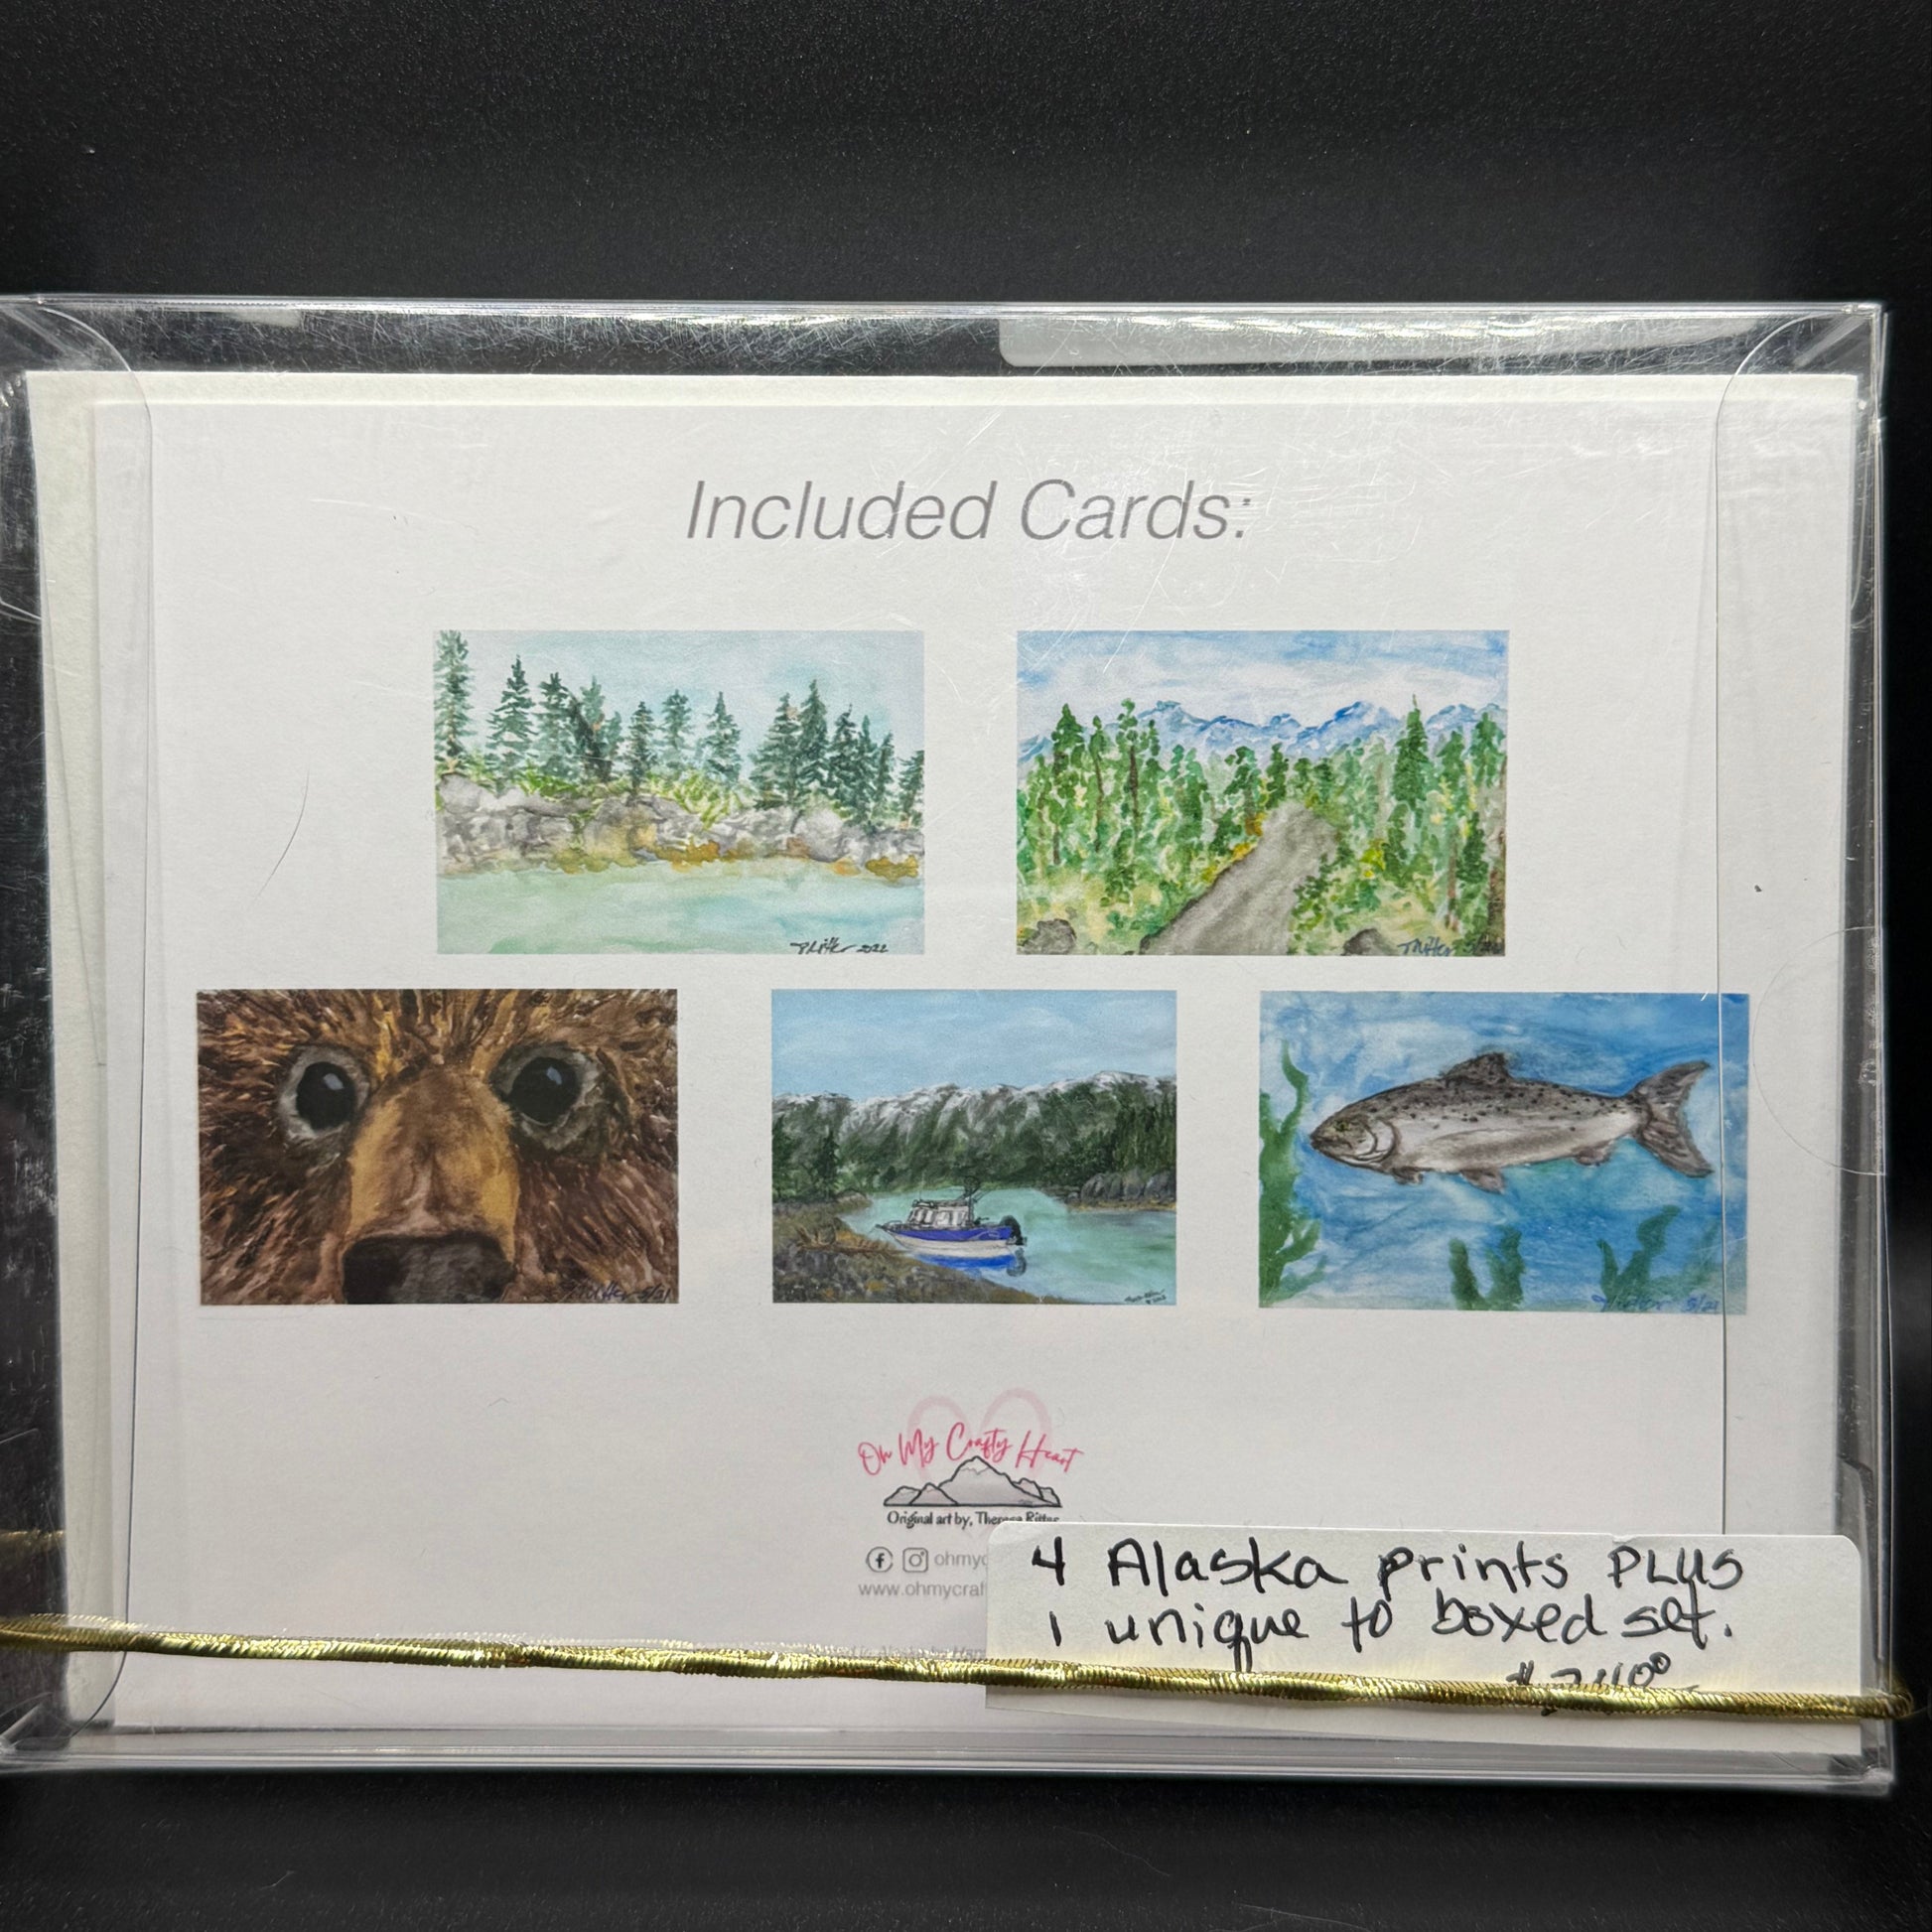 Included Cards:
2022
Oh My Crafty Heart
Original art by, Theresa Ritter
ohmyc
www.ohmycraf
4 Alaska prints PLUS
1 unique to boxed set.